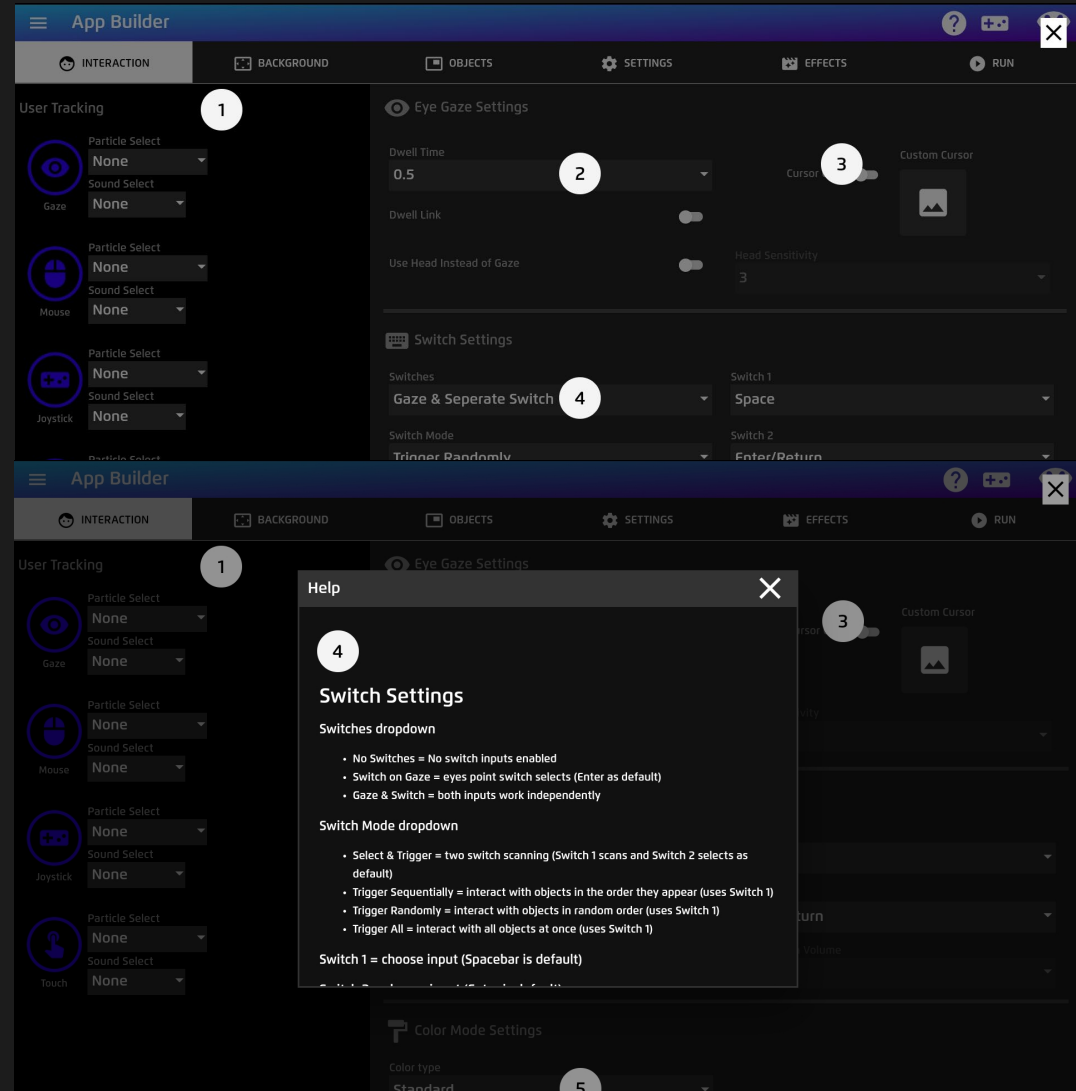 App Builder
INTERACTION
BACKGROUND
OBJECTS
SETTINGS
EFFECTS
RUN
User Tracking
1
Particle Select
None
Sound Select
None
Gaze
Particle Select
None
Sound Select
None
Mouse
Particle Select
None
Sound Select
None
Joystick
Particle Select
Eye Gaze Settings
Dwell Time
0.5
2
Dwell Link
Use Head Instead of Gaze
Cursor
3
Custom Cursor
Head Sensitivity
3
Switch Settings
Switches
Gaze & Seperate Switch
4
Switch 1
Space
Switch Mode
Trigger Randomly
Switch 2
Enter/Return
App Builder
INTERACTION
BACKGROUND
OBJECTS
SETTINGS
EFFECTS
RUN
User Tracking
1
Particle Select
None
Sound Select
None
Gaze
Particle Select
None
Sound Select
None
Mouse
Particle Select
None
Sound Select
None
Joystick
Particle Select
None
Sound Select
None
Touch
Eye Gaze Settings
3
Custom Cursor
Help
4
Switch Settings
Switches dropdown
• No Switches = No switch inputs enabled
• Switch on Gaze = eyes point switch selects (Enter as default)
• Gaze & Switch = both inputs work independently
Switch Mode dropdown
• Select & Trigger = two switch scanning (Switch 1 scans and Switch 2 selects as
default)
• Trigger Sequentially = interact with objects in the order they appear (uses Switch 1)
• Trigger Randomly = interact with objects in random order (uses Switch 1)
• Trigger All = interact with all objects at once (uses Switch 1)
Switch 1 = choose input (Spacebar is default)
Volume
Color Mode Settings
Color type
Standard
5